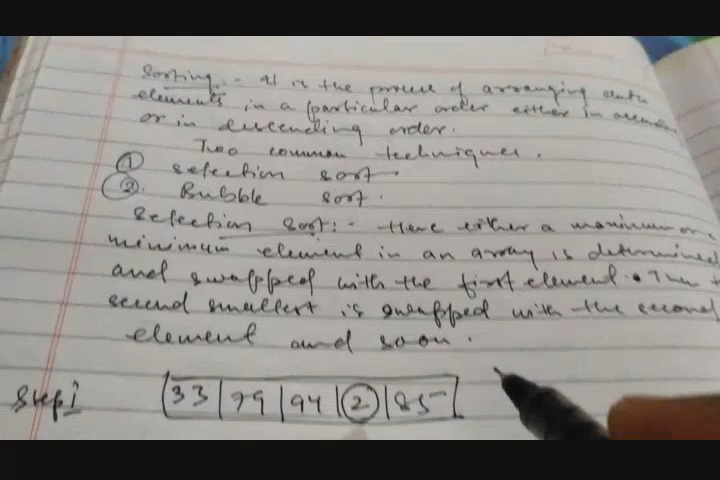 Sorting :- It is the process of arranging data
elements in a particular order either in
or in descending order.
Two common techniques.
① Selection sort.
②. Bubble sort.
Selection Sort:- Here either a maximum or
minimum element in an array is determined
and swapped with the first element. Then
second smallest is swapped with the second
element and so on.
Step 1 33 | 79 | 94 | 2 | 85